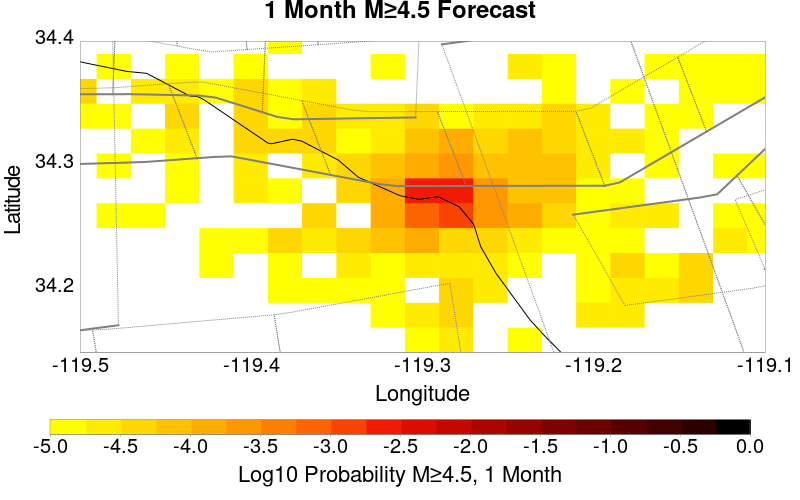 1 Month M≥4.5 Forecast
34.4
34.3
34.2
Latitude
-119.5 -119.4 -119.3 -119.2 -119.1
Longitude
-5.0 -4.5 -4.0 -3.5 -3.0 -2.5 -2.0 -1.5 -1.0 -0.5 0.0
Log10 Probability M≥4.5, 1 Month